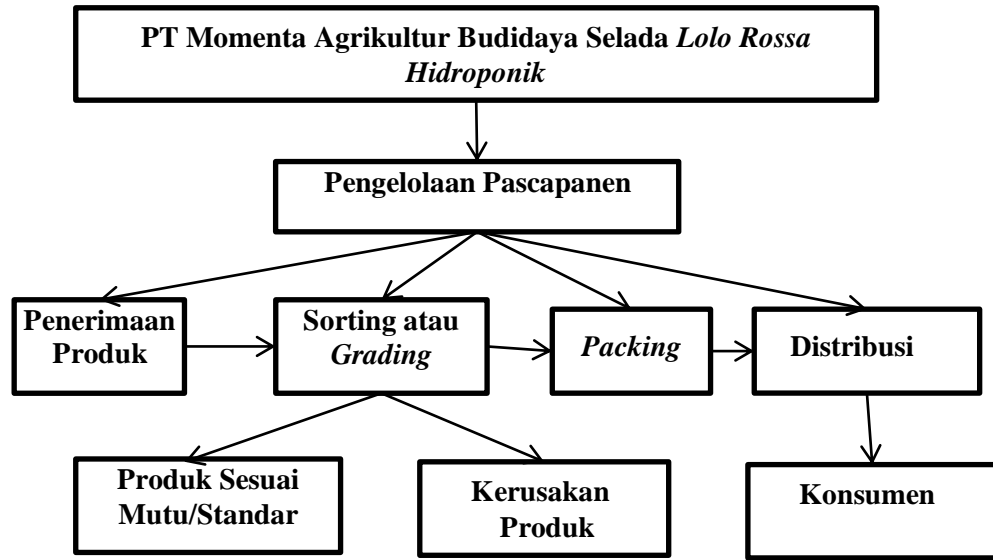 PT Momenta Agrikultur Budidaya Selada Lolo Rossa
Hidroponik
Pengelolaan Pascapanen
Penerimaan
Produk
Sorting atau
Grading
Packing
Distribusi
Produk Sesuai
Mutu/Standar
Kerusakan
Produk
Konsumen